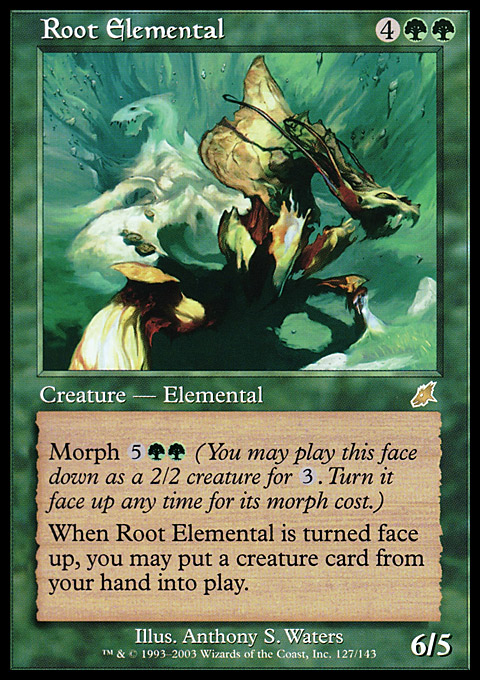 Root Elemental 4
Creature — Elemental
Morph 5 (You may play this face
down as a 2/2 creature for 3. Turn it
face up any time for its morph cost.)
When Root Elemental is turned face
up, you may put a creature card from
your hand into play.
Illus. Anthony S. Waters
™ & © 1993–2003 Wizards of the Coast, Inc. 127/143
6/5